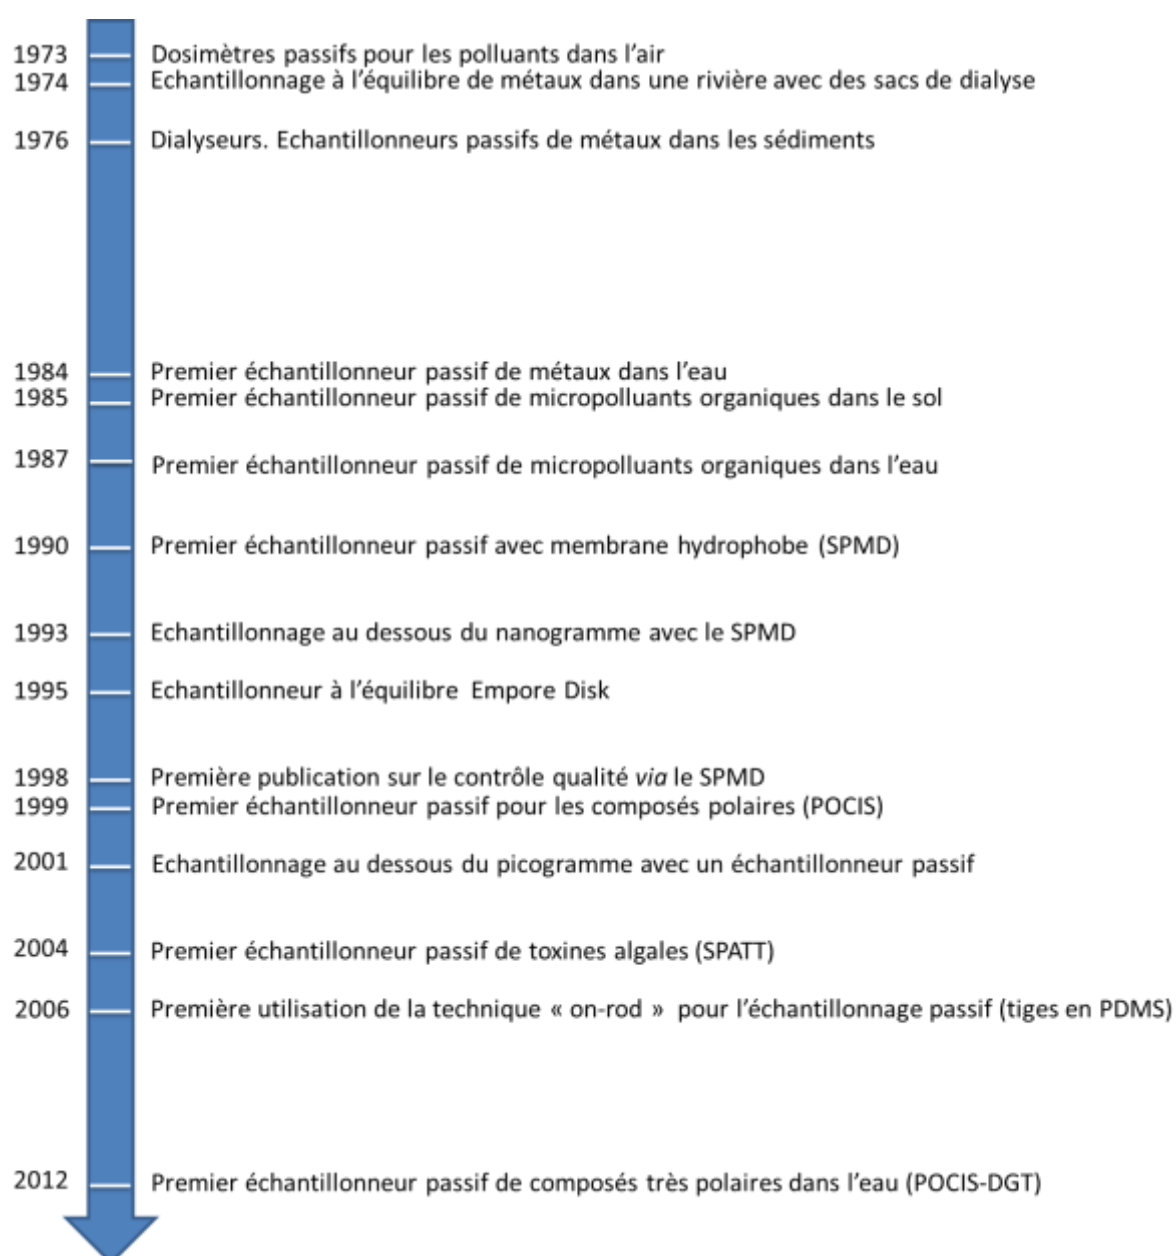 1973 Dosimètres passifs pour les polluants dans l'air
1974 Echantillonnage à l'équilibre de métaux dans une rivière avec des sacs de dialyse
1976 Dialyseurs. Echantillonneurs passifs de métaux dans les sédiments
1984 Premier échantillonneur passif de métaux dans l'eau
1985 Premier échantillonneur passif de micropolluants organiques dans le sol
1987 Premier échantillonneur passif de micropolluants organiques dans l'eau
1990 Premier échantillonneur passif avec membrane hydrophobe (SPMD)
1993 Echantillonnage au dessous du nanogramme avec le SPMD
1995 Echantillonneur à l'équilibre Empore Disk
1998 Première publication sur le contrôle qualité via le SPMD
1999 Premier échantillonneur passif pour les composés polaires (POCIS)
2001 Echantillonnage au dessous du picogramme avec un échantillonneur passif
2004 Premier échantillonneur passif de toxines algales (SPATT)
2006 Première utilisation de la technique « on-rod » pour l'échantillonnage passif (tiges en PDMS)
2012 Premier échantillonneur passif de composés très polaires dans l'eau (POCIS-DGT)